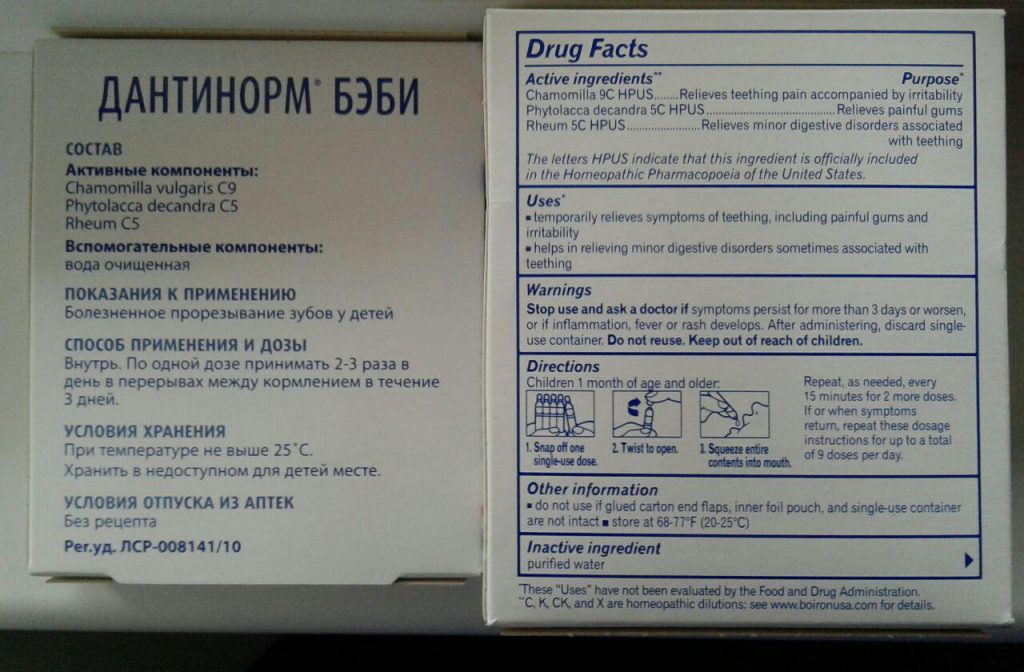 ДАНТИНОРМ® БЭБИ
СОСТАВ
Активные компоненты:
Chamomilla vulgaris C9
Phytolacca decandra C5
Rheum C5
Вспомогательные компоненты:
вода очищенная
ПОКАЗАНИЯ К ПРИМЕНЕНИЮ
Болезненное прорезывание зубов у детей
СПОСОБ ПРИМЕНЕНИЯ И ДОЗЫ
Внутрь. По одной дозе принимать 2-3 раза в
день в перерывах между кормлением в течение
3 дней.
УСЛОВИЯ ХРАНЕНИЯ
При температуре не выше 25˚С.
Хранить в недоступном для детей месте.
УСЛОВИЯ ОТПУСКА ИЗ АПТЕК
Без рецепта
Рег.уд. ЛСР-008141/10
Drug Facts
Active ingredients** Purpose*
Chamomilla 9C HPUS.......Relieves teething pain accompanied by irritability
Phytolacca decandra 5C HPUS..........................................Relieves painful gums
Rheum 5C HPUS.......................Relieves minor digestive disorders associated
with teething
The letters HPUS indicate that this ingredient is officially included
in the Homeopathic Pharmacopoeia of the United States.
Uses*
▪ temporarily relieves symptoms of teething, including painful gums and
irritability
▪ helps in relieving minor digestive disorders sometimes associated with
teething
Warnings
Stop use and ask a doctor if symptoms persist for more than 3 days or worsen,
or if inflammation, fever or rash develops. After administering, discard single-
use container. Do not reuse. Keep out of reach of children.
Directions
Children 1 month of age and older:
1. Snap off one
single-use dose.
2. Twist to open.
3. Squeeze entire
contents into mouth.
Repeat, as needed, every
15 minutes for 2 more doses.
If or when symptoms
return, repeat these dosage
instructions for up to a total
of 9 doses per day.
Other information
▪ do not use if glued carton end flaps, inner foil pouch, and single-use container
are not intact ▪ store at 68-77°F (20-25°C)
Inactive ingredient
purified water
*These "Uses" have not been evaluated by the Food and Drug Administration.
**C, K, CK, and X are homeopathic dilutions: see www.boironusa.com for details.